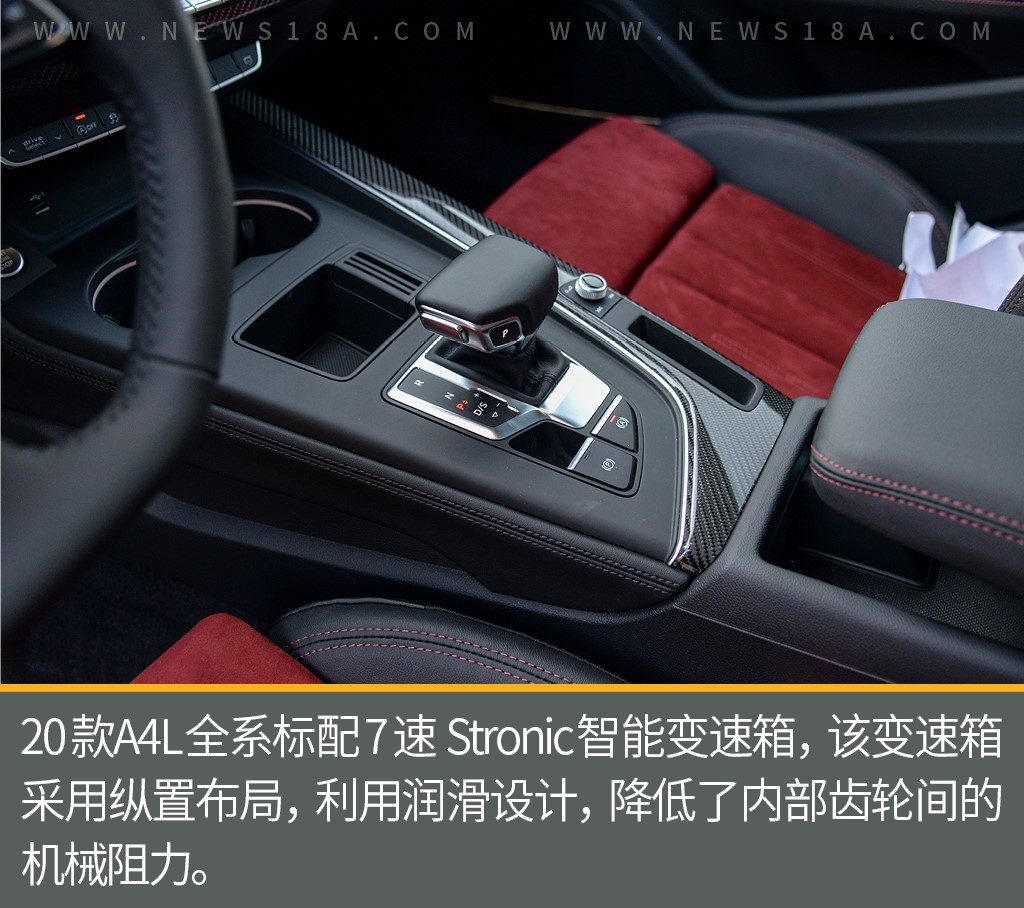 WWW.NEWS18A.COM WWW.NEWS18A.COM
drive
select
OFF
STOP
P
R
N
P
D/S
+
-
20款A4L全系标配7速 Stronic智能变速箱，该变速箱
采用纵置布局，利用润滑设计，降低了内部齿轮间的
机械阻力。